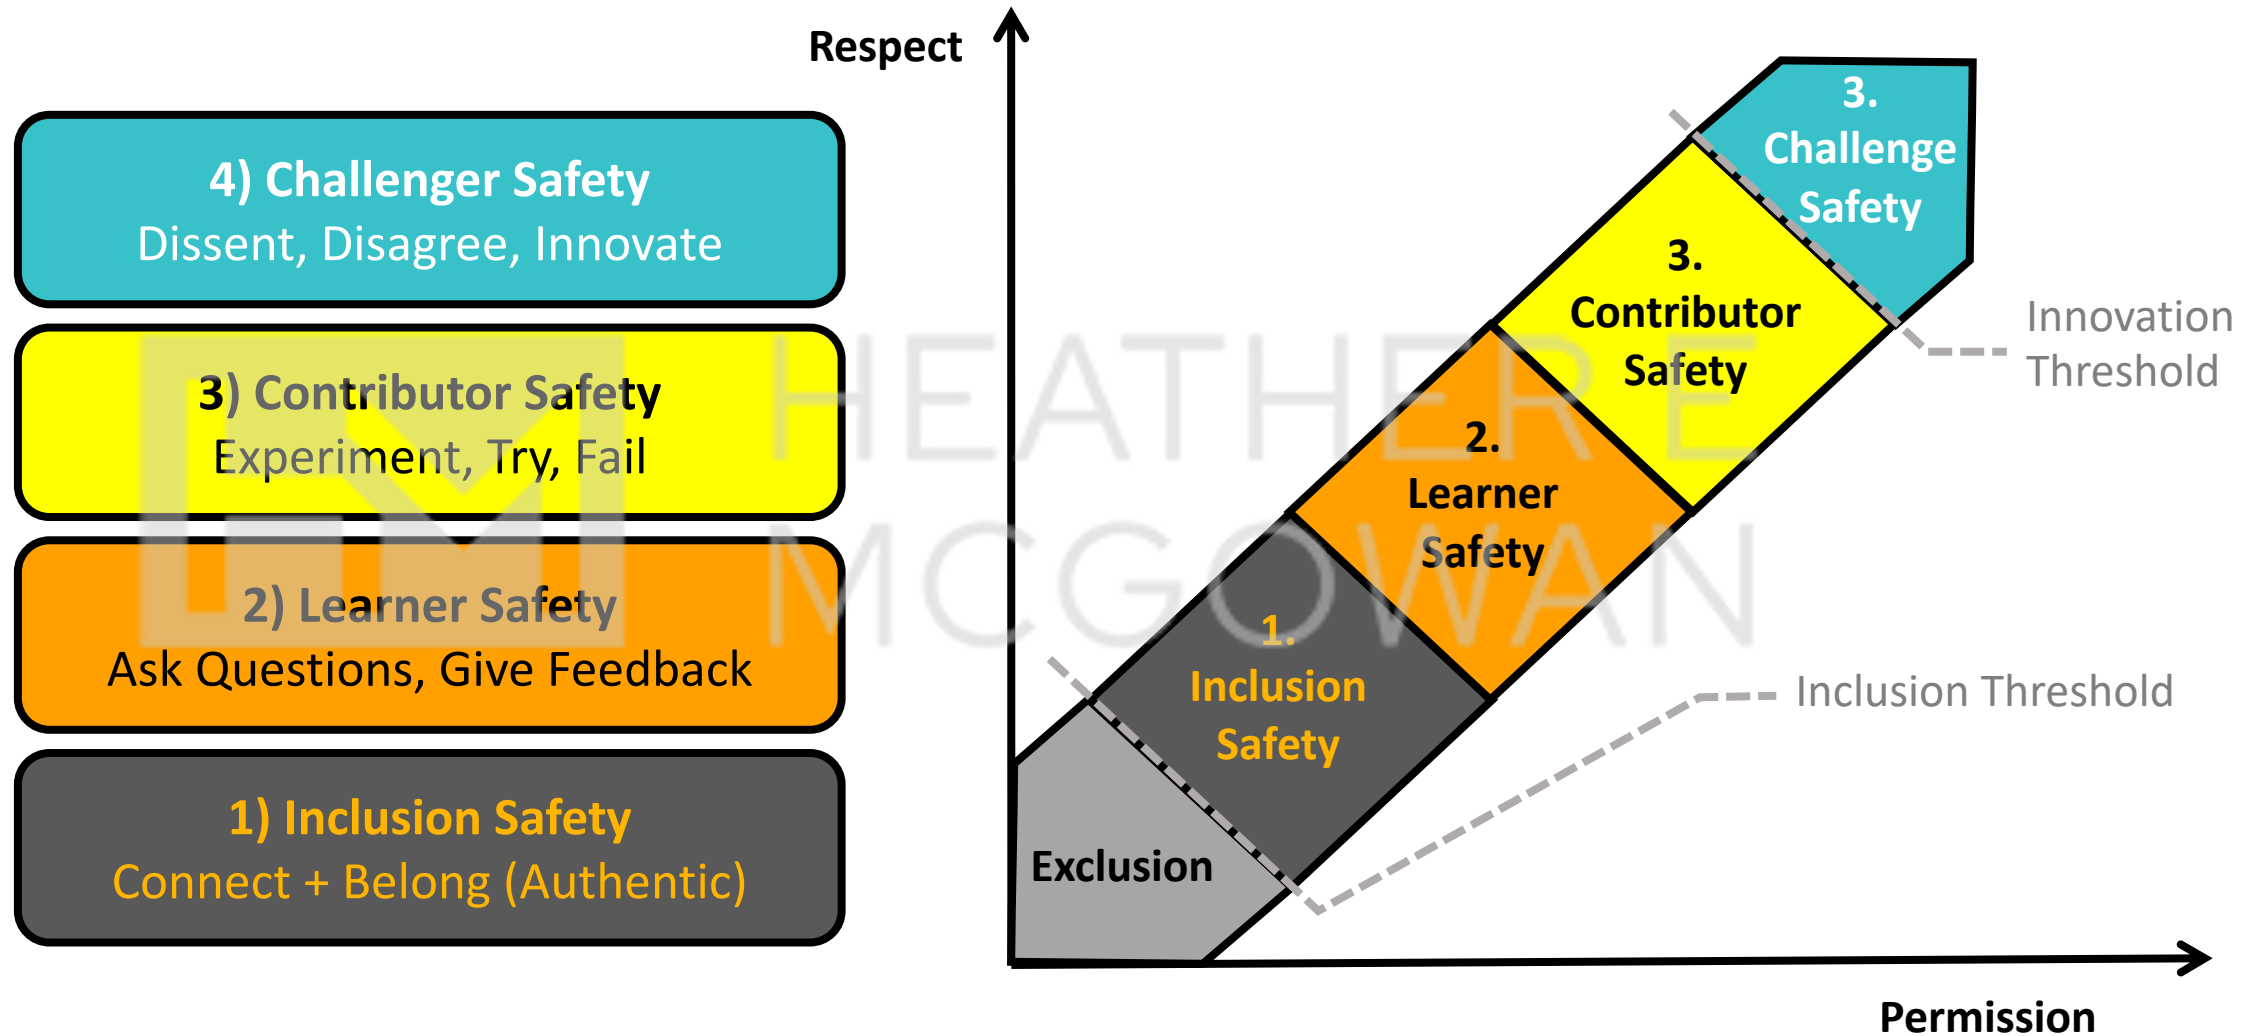 Respect
4) Challenger Safety
Dissent, Disagree, Innovate
3) Contributor Safety
Experiment, Try, Fail
2) Learner Safety
Ask Questions, Give Feedback
1) Inclusion Safety
Connect + Belong (Authentic)
3.
Challenge
Safety
3.
Contributor
Safety
2.
Learner
Safety
1.
Inclusion
Safety
Exclusion
Innovation
Threshold
Inclusion Threshold
Permission
HEATHER E
MCGOWAN